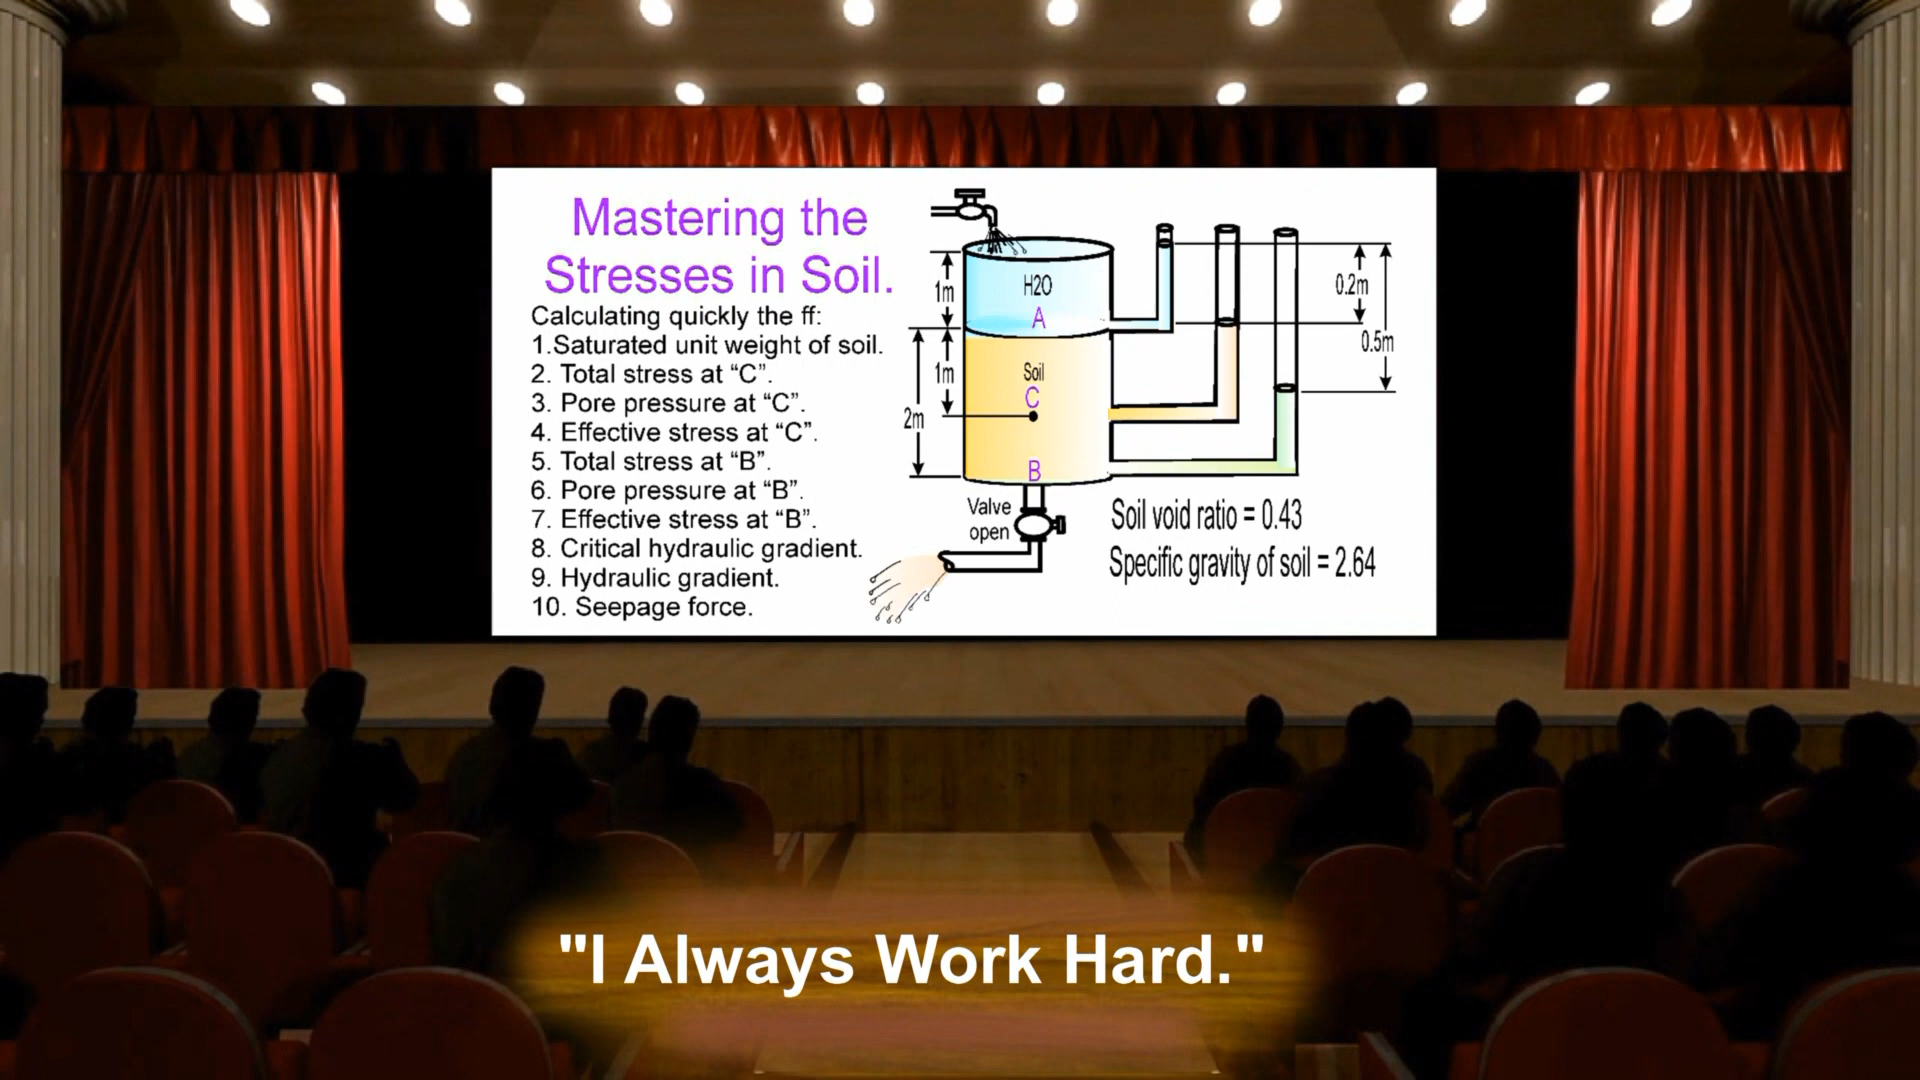 Mastering the
Stresses in Soil.
Calculating quickly the ff:
1.Saturated unit weight of soil.
2. Total stress at “C”.
3. Pore pressure at “C”.
4. Effective stress at “C”.
5. Total stress at “B”.
6. Pore pressure at “B”.
7. Effective stress at “B”.
8. Critical hydraulic gradient.
9. Hydraulic gradient.
10. Seepage force.
1m
H2O
A
1m
Soil
C
2m
B
0.2m
0.5m
Valve
open
Soil void ratio = 0.43
Specific gravity of soil = 2.64
"I Always Work Hard."